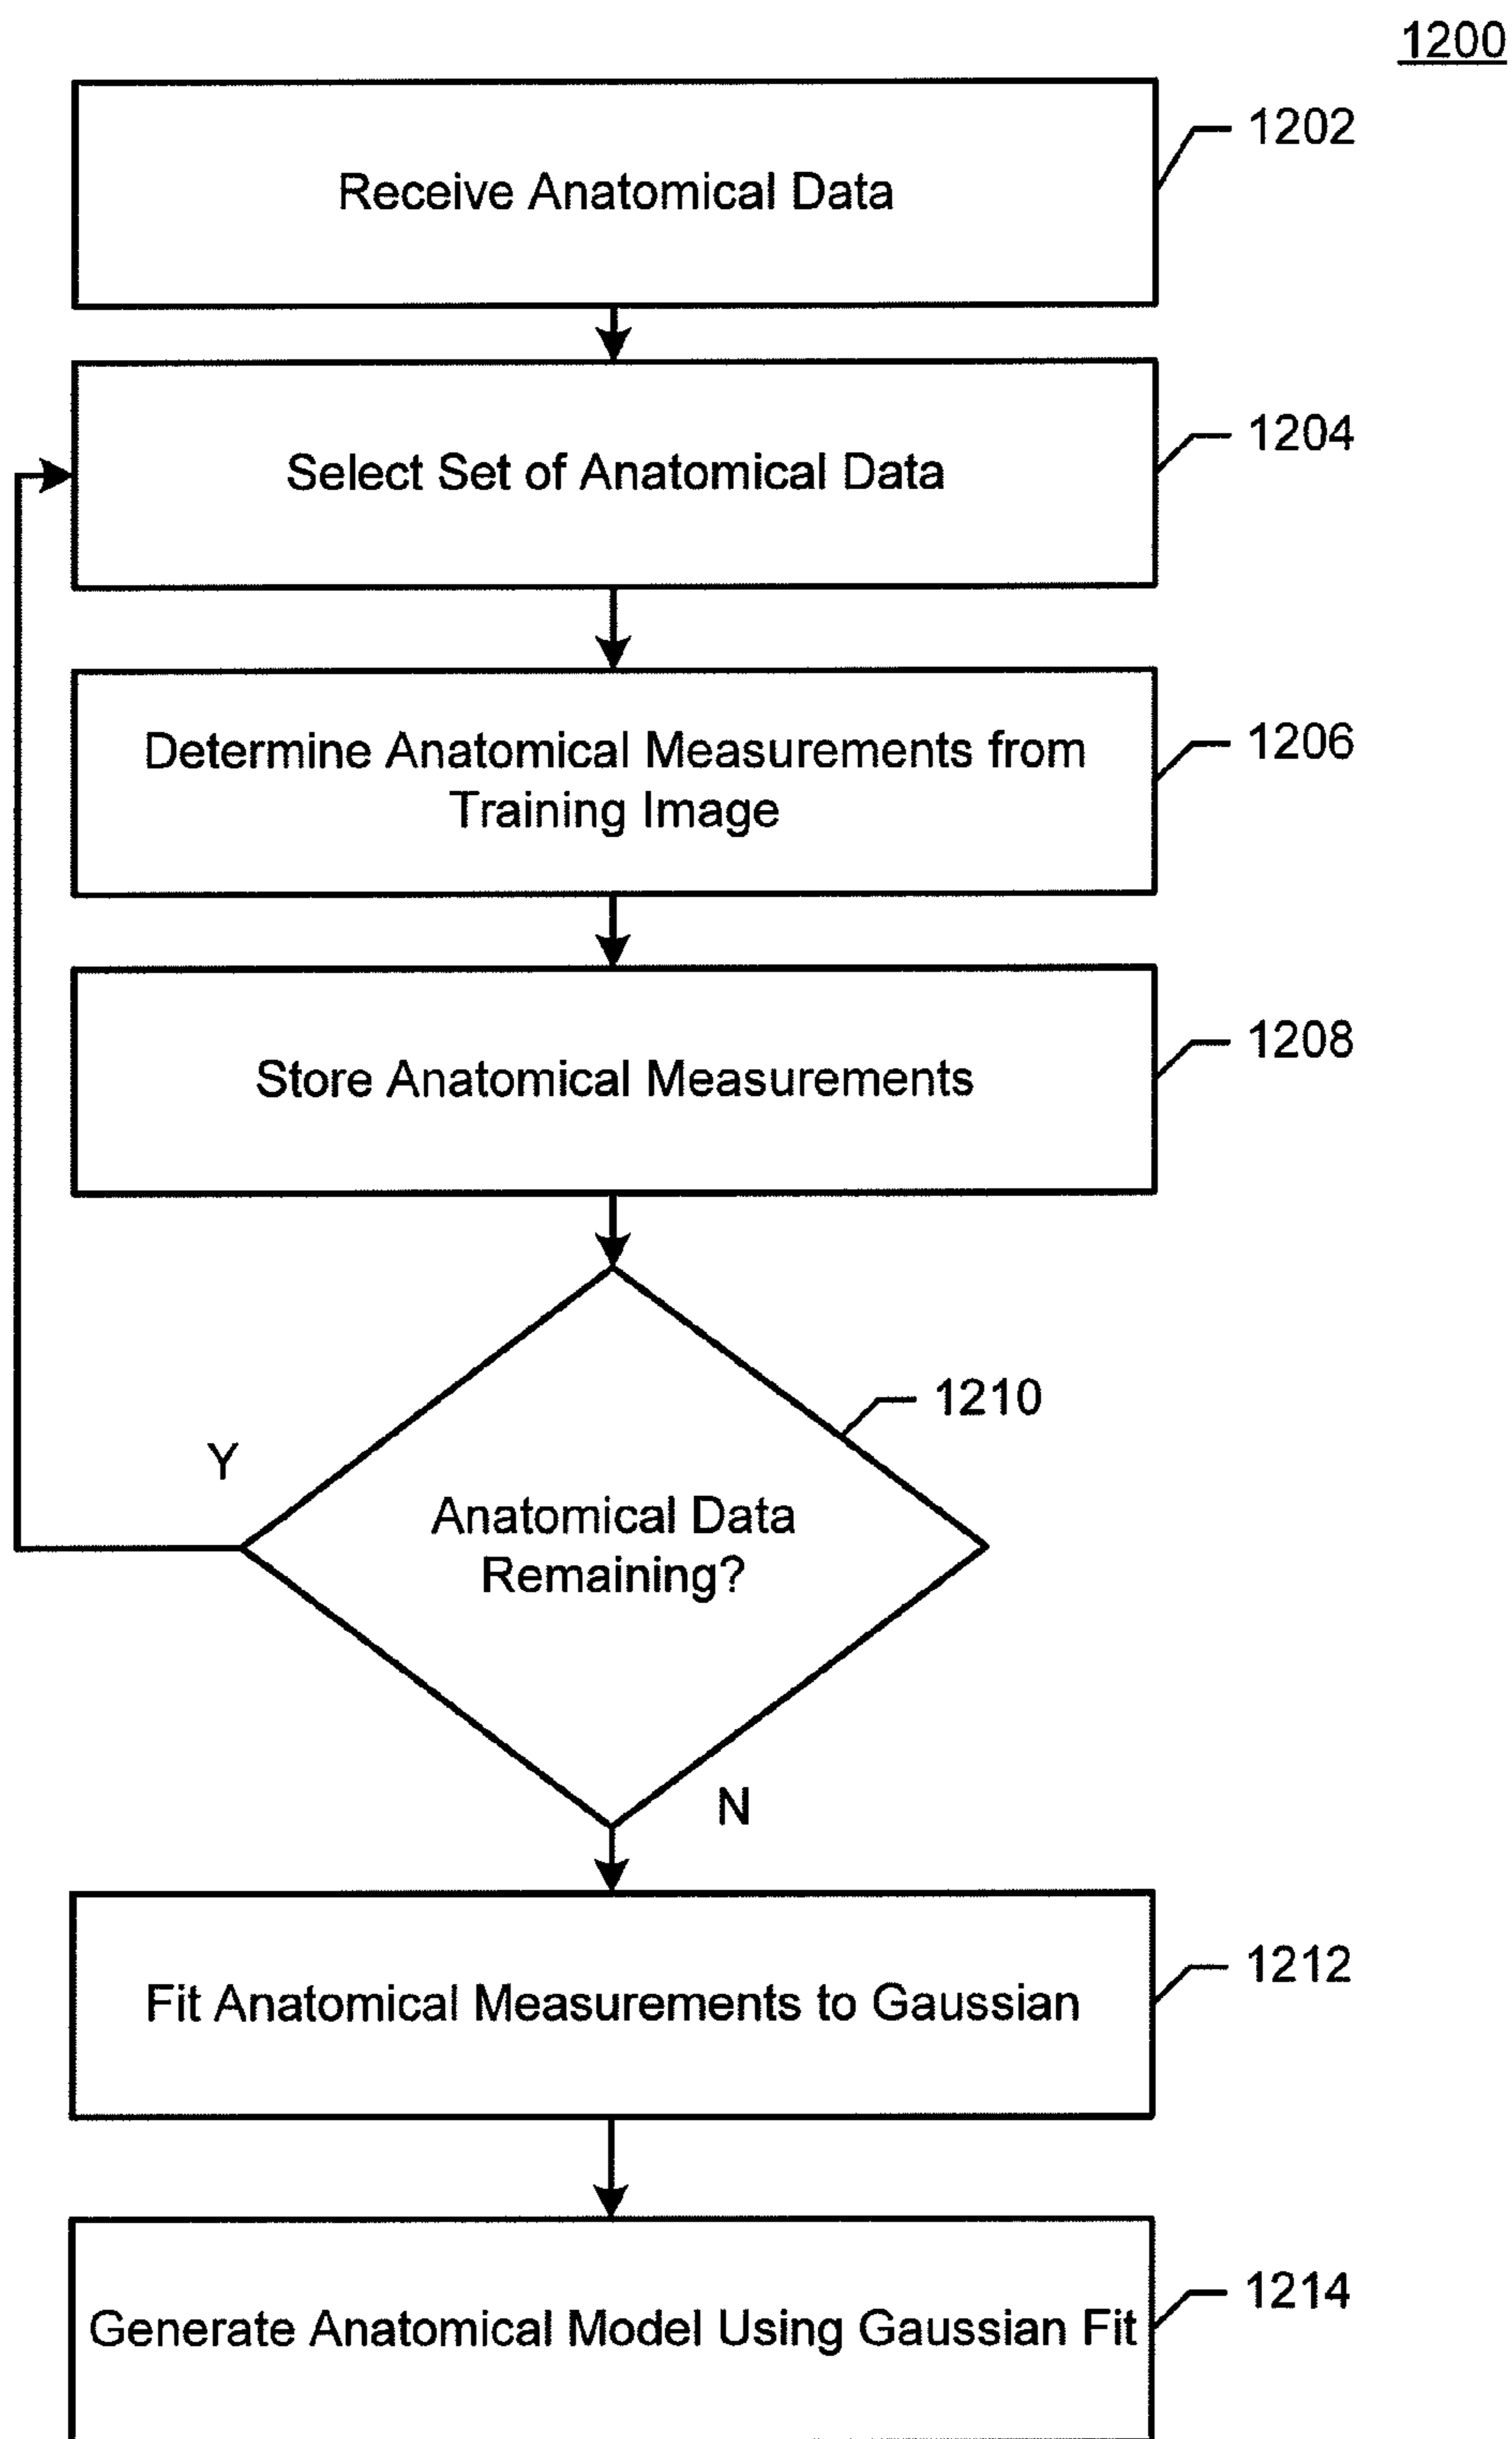 1200
Receive Anatomical Data
1202
Select Set of Anatomical Data
1204
Determine Anatomical Measurements from
Training Image
1206
Store Anatomical Measurements
1208
1210
Y
Anatomical Data
Remaining?
N
Fit Anatomical Measurements to Gaussian
1212
Generate Anatomical Model Using Gaussian Fit
1214